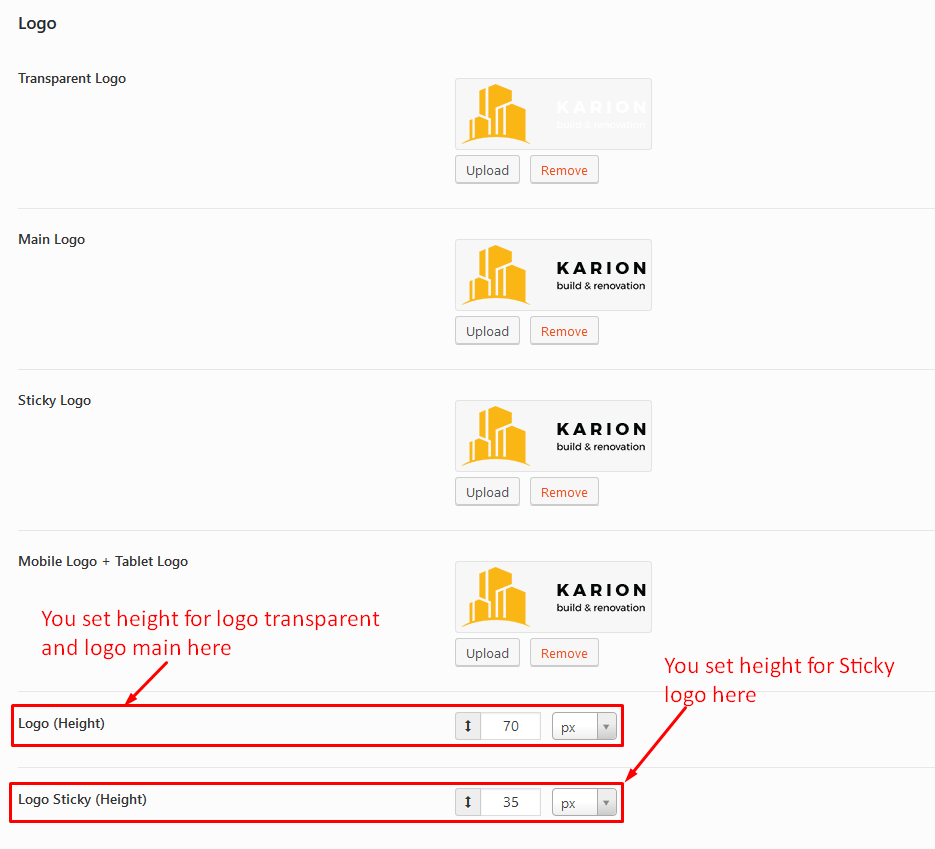 Logo
Transparent Logo
KARION
build & renovation
Upload
Remove
Main Logo
KARION
build & renovation
Upload
Remove
Sticky Logo
KARION
build & renovation
Upload
Remove
Mobile Logo + Tablet Logo
KARION
build & renovation
Upload
Remove
You set height for logo transparent
and logo main here
You set height for Sticky
logo here
Logo (Height)
70
px
Logo Sticky (Height)
35
px